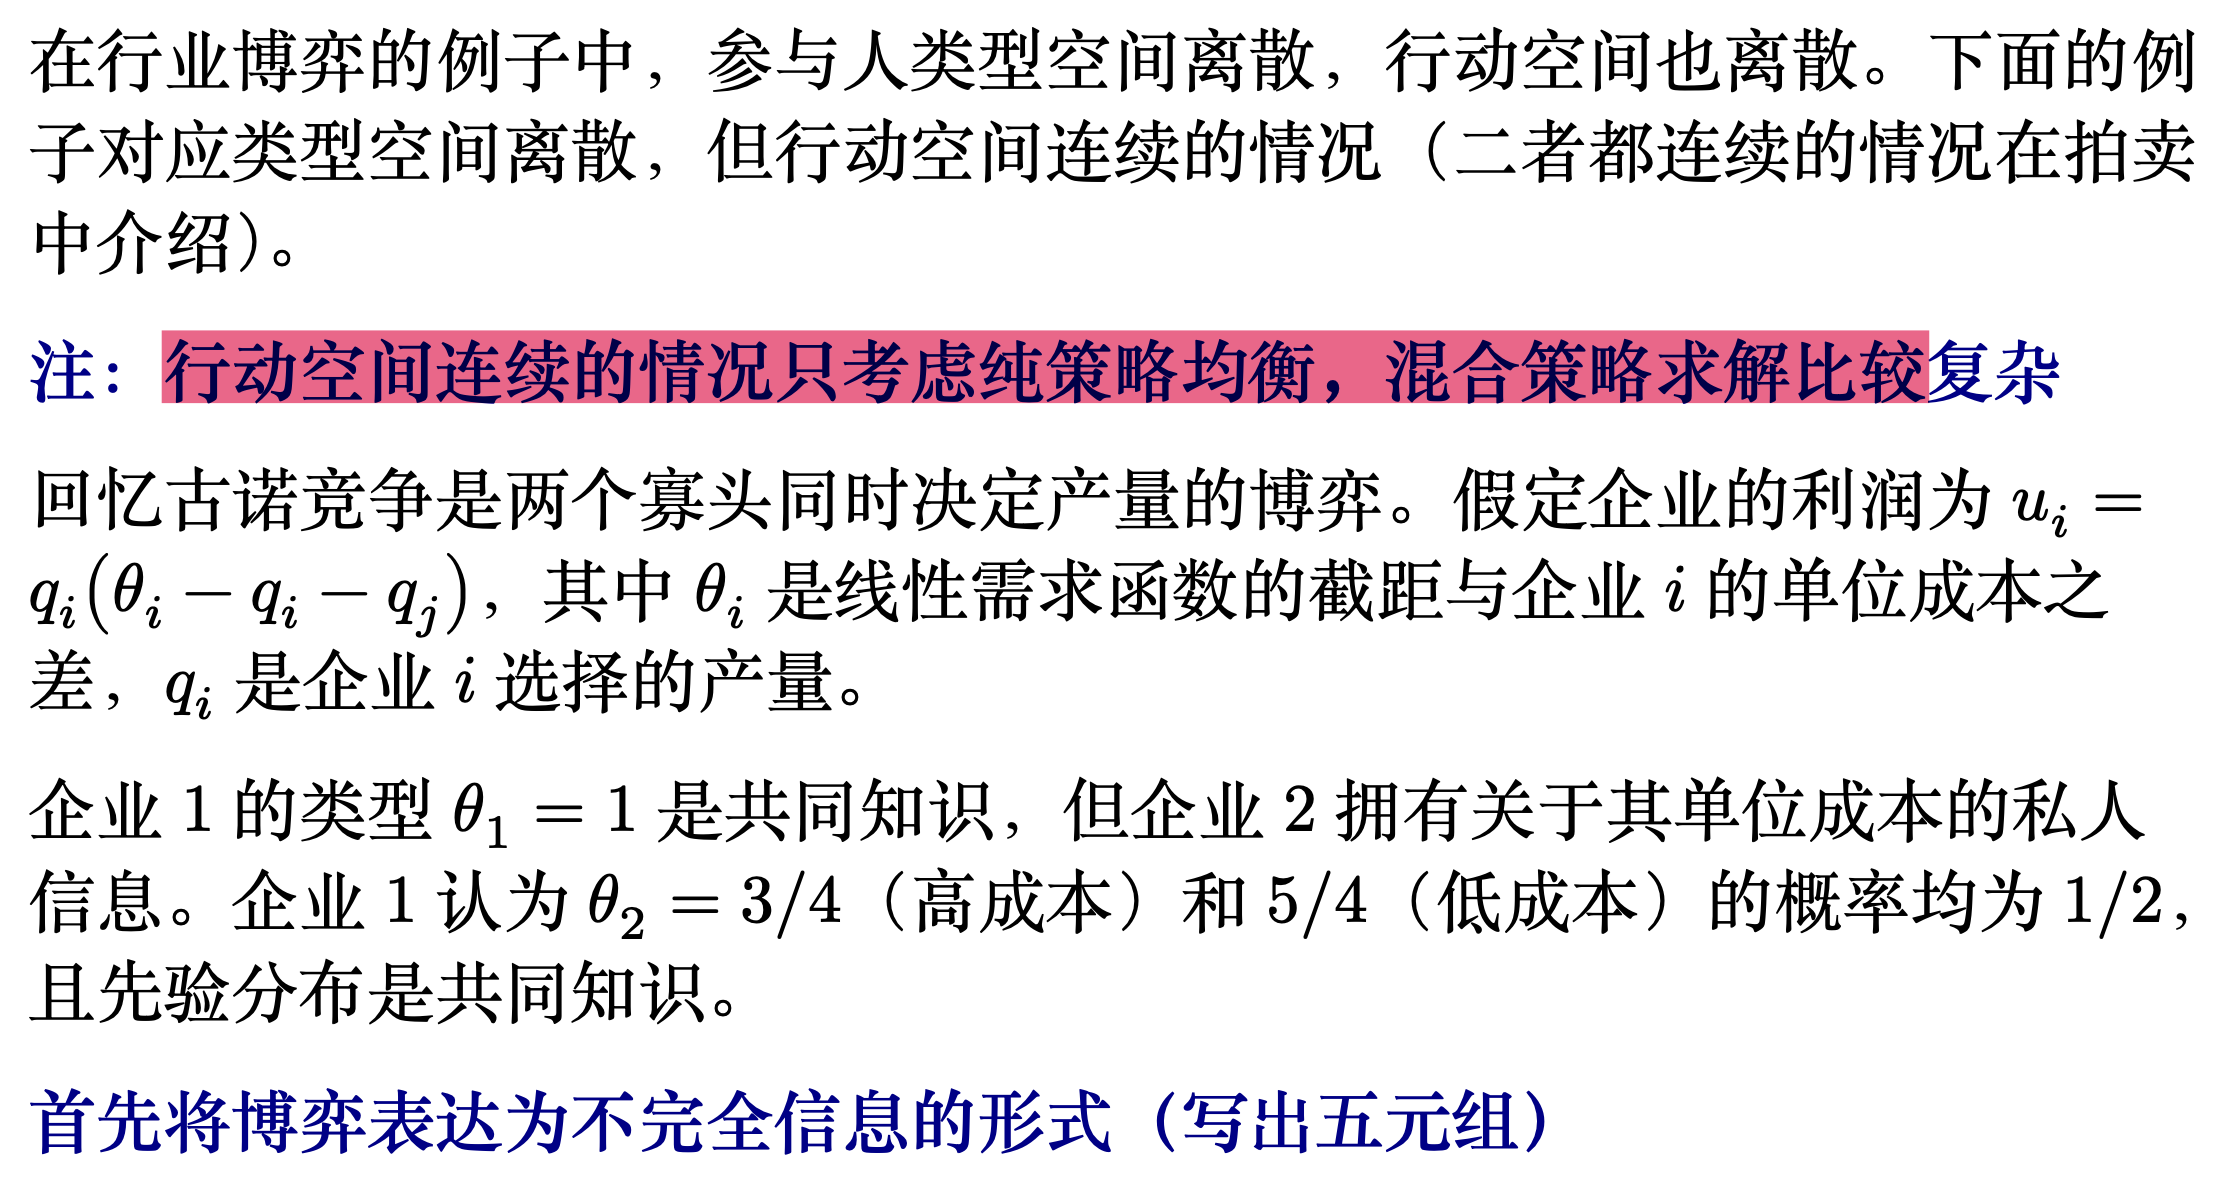 在行业博弈的例子中，参与人类型空间离散，行动空间也离散。下面的例
子对应类型空间离散，但行动空间连续的情况（二者都连续的情况在拍卖
中介绍）。
注：行动空间连续的情况只考虑纯策略均衡，混合策略求解比较复杂
回忆古诺竞争是两个寡头同时决定产量的博弈。假定企业的利润为 u_i =
q_i(θ_i − q_i − q_j)，其中 θ_i 是线性需求函数的截距与企业 i 的单位成本之
差，q_i 是企业 i 选择的产量。
企业 1 的类型 θ_1 = 1 是共同知识，但企业 2 拥有关于其单位成本的私人
信息。企业 1 认为 θ_2 = 3/4（高成本）和 5/4（低成本）的概率均为 1/2，
且先验分布是共同知识。
首先将博弈表达为不完全信息的形式（写出五元组）